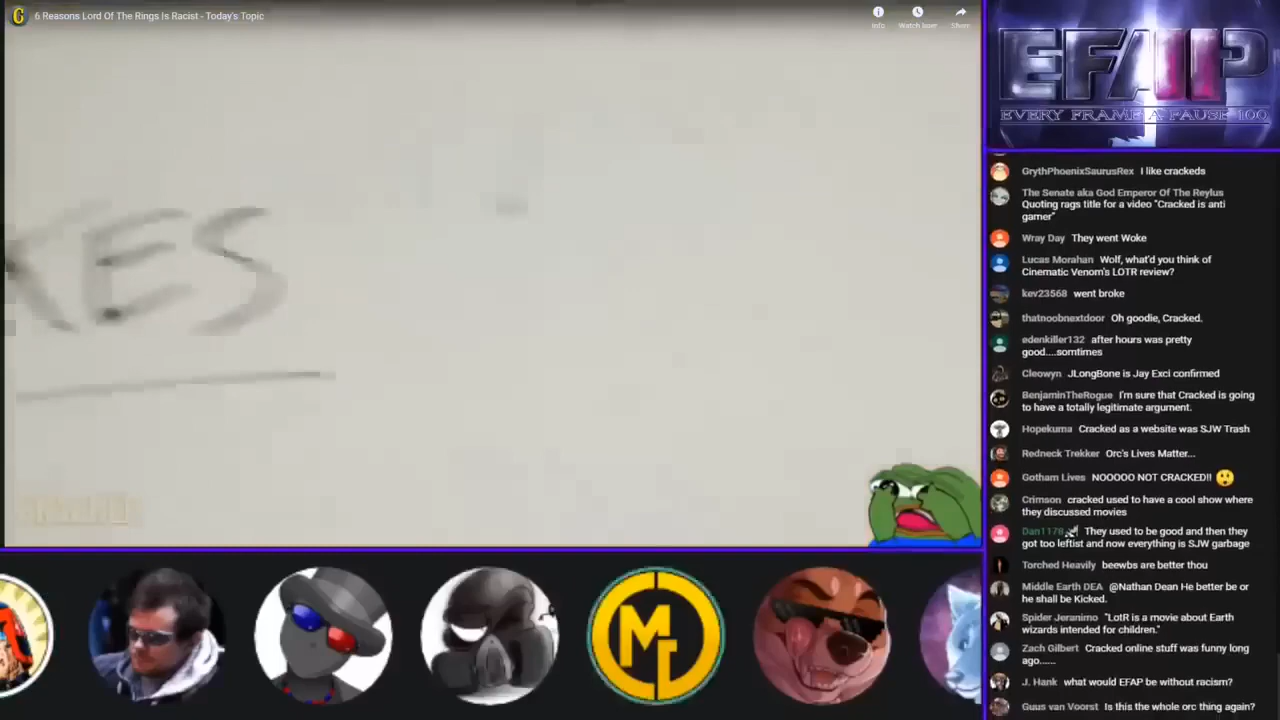 6 Reasons Lord Of The Rings Is Racist - Today's Topic
Info
Watch later
Share
KES
CRACKED
EFAP
EVERY FRAME A PAUSE 100
GrythPhoenixSaurusRex I like crackeds
The Senate aka God Emperor Of The Reylus
Quoting rags title for a video "Cracked is anti
gamer"
Wray Day They went Woke
Lucas Morahan Wolf, what'd you think of
Cinematic Venom's LOTR review?
kev23568 went broke
thatnoobnextdoor Oh goodie, Cracked.
edenkiller132 after hours was pretty
good....somtimes
Cleowyn JLongBone is Jay Exci confirmed
BenjaminTheRogue I'm sure that Cracked is going
to have a totally legitimate argument.
Hopekuma Cracked as a website was SJW Trash
Redneck Trekker Orc's Lives Matter...
Gotham Lives NOOOOO NOT CRACKED!!
Crimson cracked used to have a cool show where
they discussed movies
Dan1178 They used to be good and then they
got too leftist and now everything is SJW garbage
Torched Heavily beewbs are better thou
Middle Earth DEA @Nathan Dean He better be or
he shall be Kicked.
Spider Jeranimo "LotR is a movie about Earth
wizards intended for children."
Zach Gilbert Cracked online stuff was funny long
ago......
J. Hank what would EFAP be without racism?
Guus van Voorst Is this the whole orc thing again?